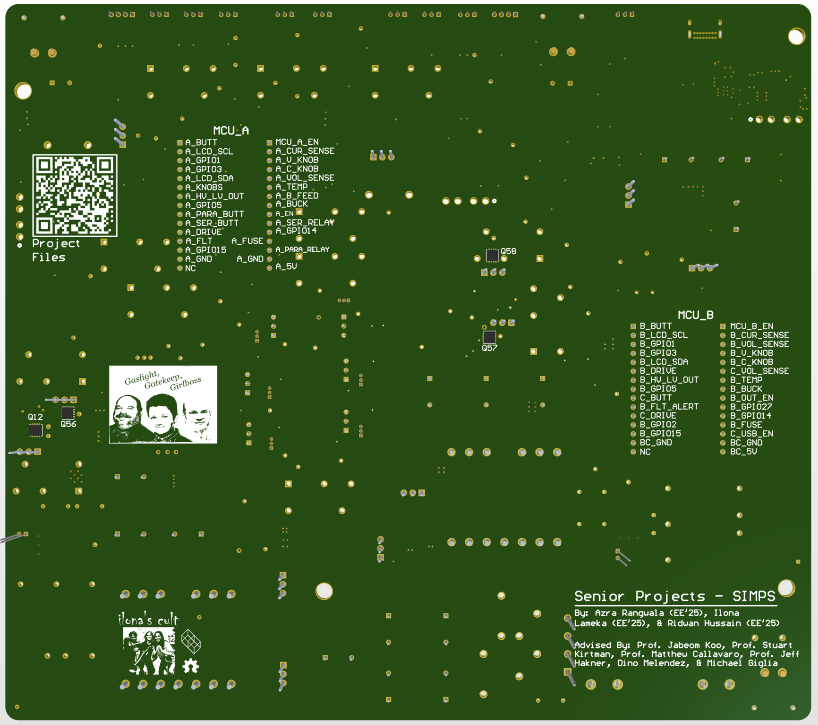 MCU_A
A_BUTT
A_LCD_SCL
A_GPIO1
A_GPIO3
A_LCD_SDA
A_KNOBS
A_HV_LV_OUT
A_GPIO5
A_PARA_BUTT
A_SER_BUTT
A_DRIVE
A_FLT
A_GPIO15
A_GND
NC
MCU_A_EN
A_CUR_SENSE
A_V_KNOB
A_C_KNOB
A_VOL_SENSE
A_TEMP
A_B_FEED
A_BUCK
A_EN
A_SER_RELAY
A_GPIO14
A_FUSE
A_PARA_RELAY
A_GND
A_5V
Project
Files
Q58
Q57
MCU_B
B_BUTT
B_LCD_SCL
B_GPIO1
B_GPIO3
B_LCD_SDA
B_DRIVE
B_HV_LV_OUT
B_GPIO5
C_BUTT
B_FLT_ALERT
C_DRIVE
B_GPIO2
B_GPIO15
BC_GND
NC
MCU_B_EN
B_CUR_SENSE
B_VOL_SENSE
B_V_KNOB
B_C_KNOB
C_VOL_SENSE
B_TEMP
B_BUCK
B_OUT_EN
B_GPIO27
B_GPIO14
B_FUSE
C_USB_EN
BC_GND
BC_5V
Gaslight,
Gatekeep,
Girlboss
Q12
Q56
ilona's cult
Senior Projects - SIMPS
By: Azra Rangwala (EE'25), Ilona
Lameka (EE'25), & Ridwan Hussain (EE'25)
Advised By: Prof. Jabeom Koo, Prof. Stuart
Kirtman, Prof. Matthew Callavaro, Prof. Jeff
Hakner, Dino Melendez, & Michael Giglia